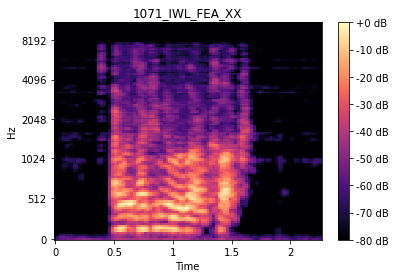 1071_IWL_FEA_XX
+0 dB
8192
-10 dB
4096
-20 dB
-30 dB
2048
Hz
-40 dB
1024
-50 dB
512
-60 dB
-70 dB
0
-80 dB
0 0.5 1 1.5 2
Time